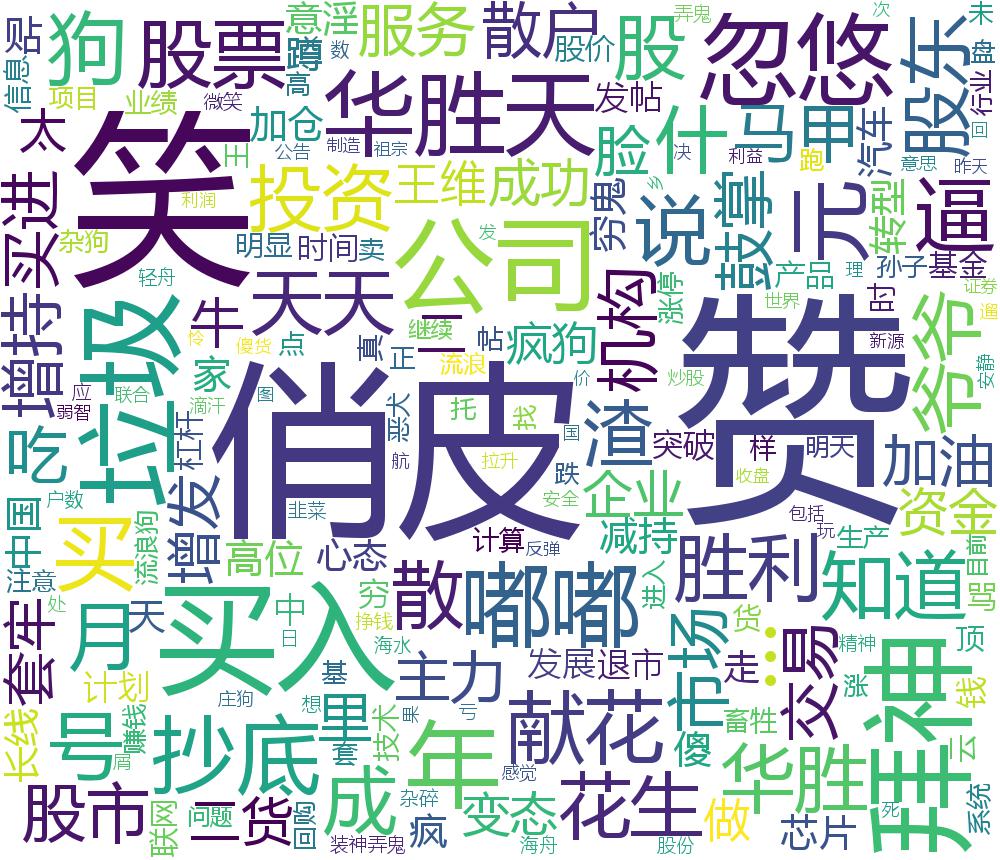 弄鬼
次
未
意淫
服务
散户
狗
股票
蹲
数
股价
股
忽悠
股东
盘
信息
贴
项目
业绩
高
微笑
华胜天
发帖
行业
太
加仓
制造
祖宗
脸
什
马甲
汽车
回
笑
王
公告
决
利益
跑
意思
昨天
买进
利润
投资
王维
成功
穷鬼
说
鼓掌
元
转型
逼
乡
杂狗
明显
时间
卖
公司
发
产品
理
孙子
基金
轻舟
增持
垃圾
牛
天天
二
继续
帖
疯狗
机构
涨停
世界
时
证券
遛
怜
傻货
点
真
正
流浪
新源
爷爷
安静
家
应
联合
弱智
滴汗
图
价
炒股
赞
俏皮
恶犬
托
找
渣
吃
杠杆
航
国
突破
样
明天
加油
拉升
跌
收盘
户数
韭菜
安全
企业
包括
资金
中国
买
流浪狗
增发
高位
心态
计算
反弹
减持
胜利
玩
生产
目前
注意
骂
处
套牢
月
天
买入
中
日
穷
挣钱
海水
散
嘟嘟
进入
市场
货
知道
精神
顶
基
主力
发展
退市
走
交易
拜神
计划
庄狗
想
果
亏
畜牲
涨
钱
长线
号
赚钱
屑
抄底
里
套
技术
年
献花
感觉
傻
云
股市
联网
问题
二货
回购
成
杂碎
变态
花生
华胜
做
芯片
死
系统
装神弄鬼
疯
海舟
股份